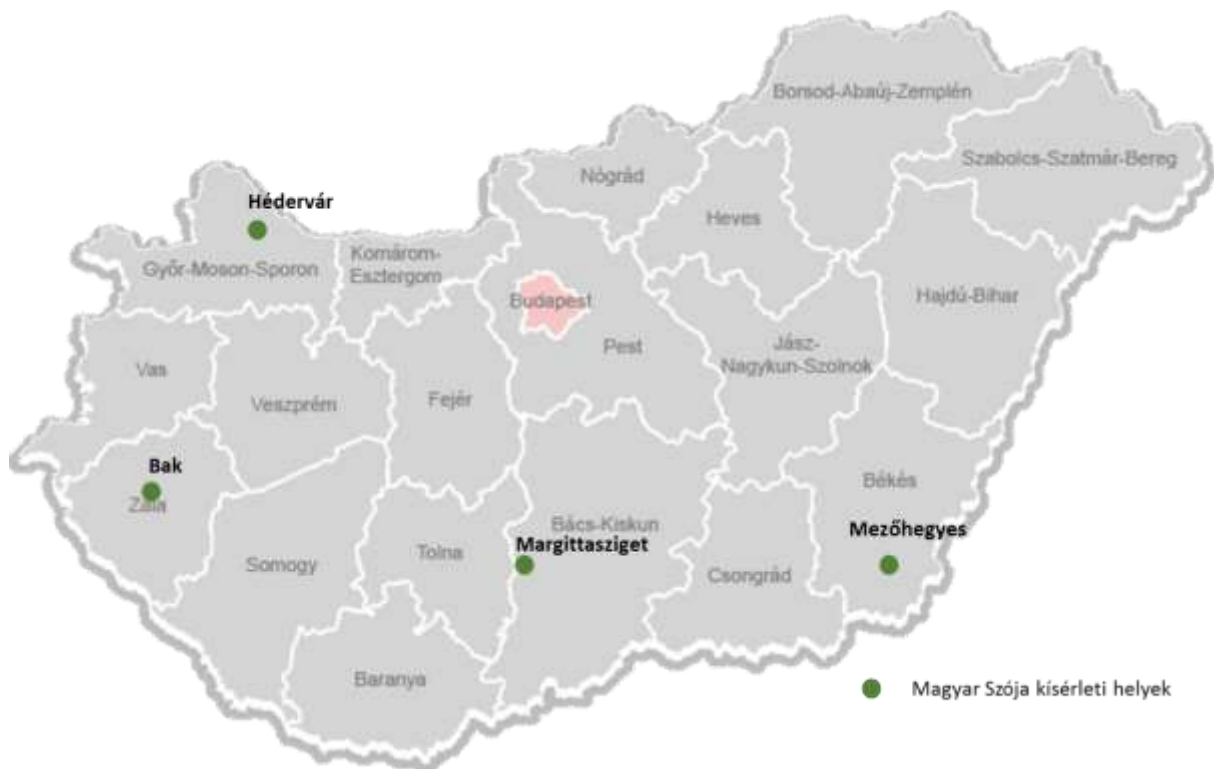 Borsod-Abaúj-Zemplén
Szabolcs-Szatmár-Bereg
Nógrád
Hédervár
Heves
Győr-Moson-Sporon
Komárom-
Esztergom
Budapest
Hajdú-Bihar
Pest
Jász-
Nagykun-Szolnok
Vas
Veszprém
Fejér
Bak
Zala
Békés
Bács-Kiskun
Mezőhegyes
Margittasziget
Tolna
Somogy
Csongrád
Baranya
Magyar Szója kísérleti helyek